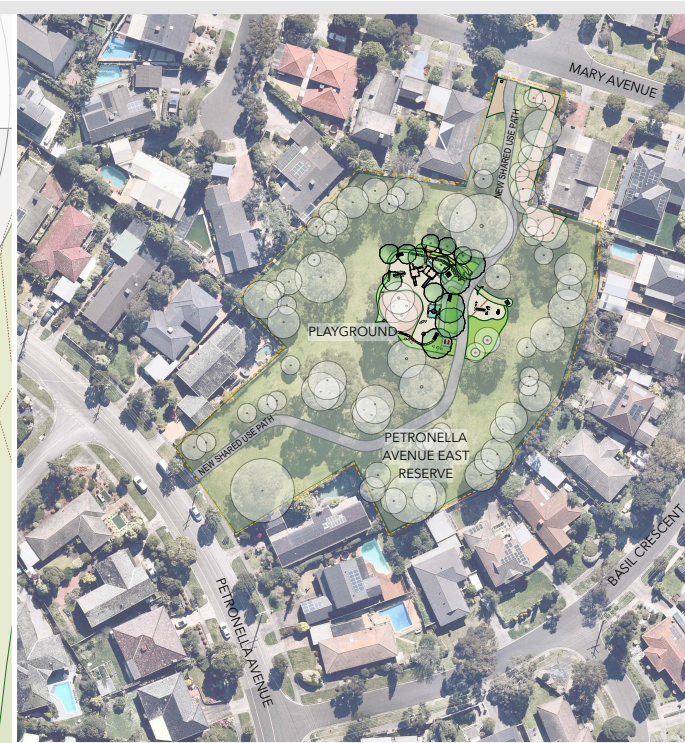 MARY AVENUE
NEW SHARED USE PATH
PLAYGROUND
PETRONELLA
AVENUE EAST
RESERVE
NEW SHARED USE PATH
BASIL CRESCENT
PETRONELLA AVENUE